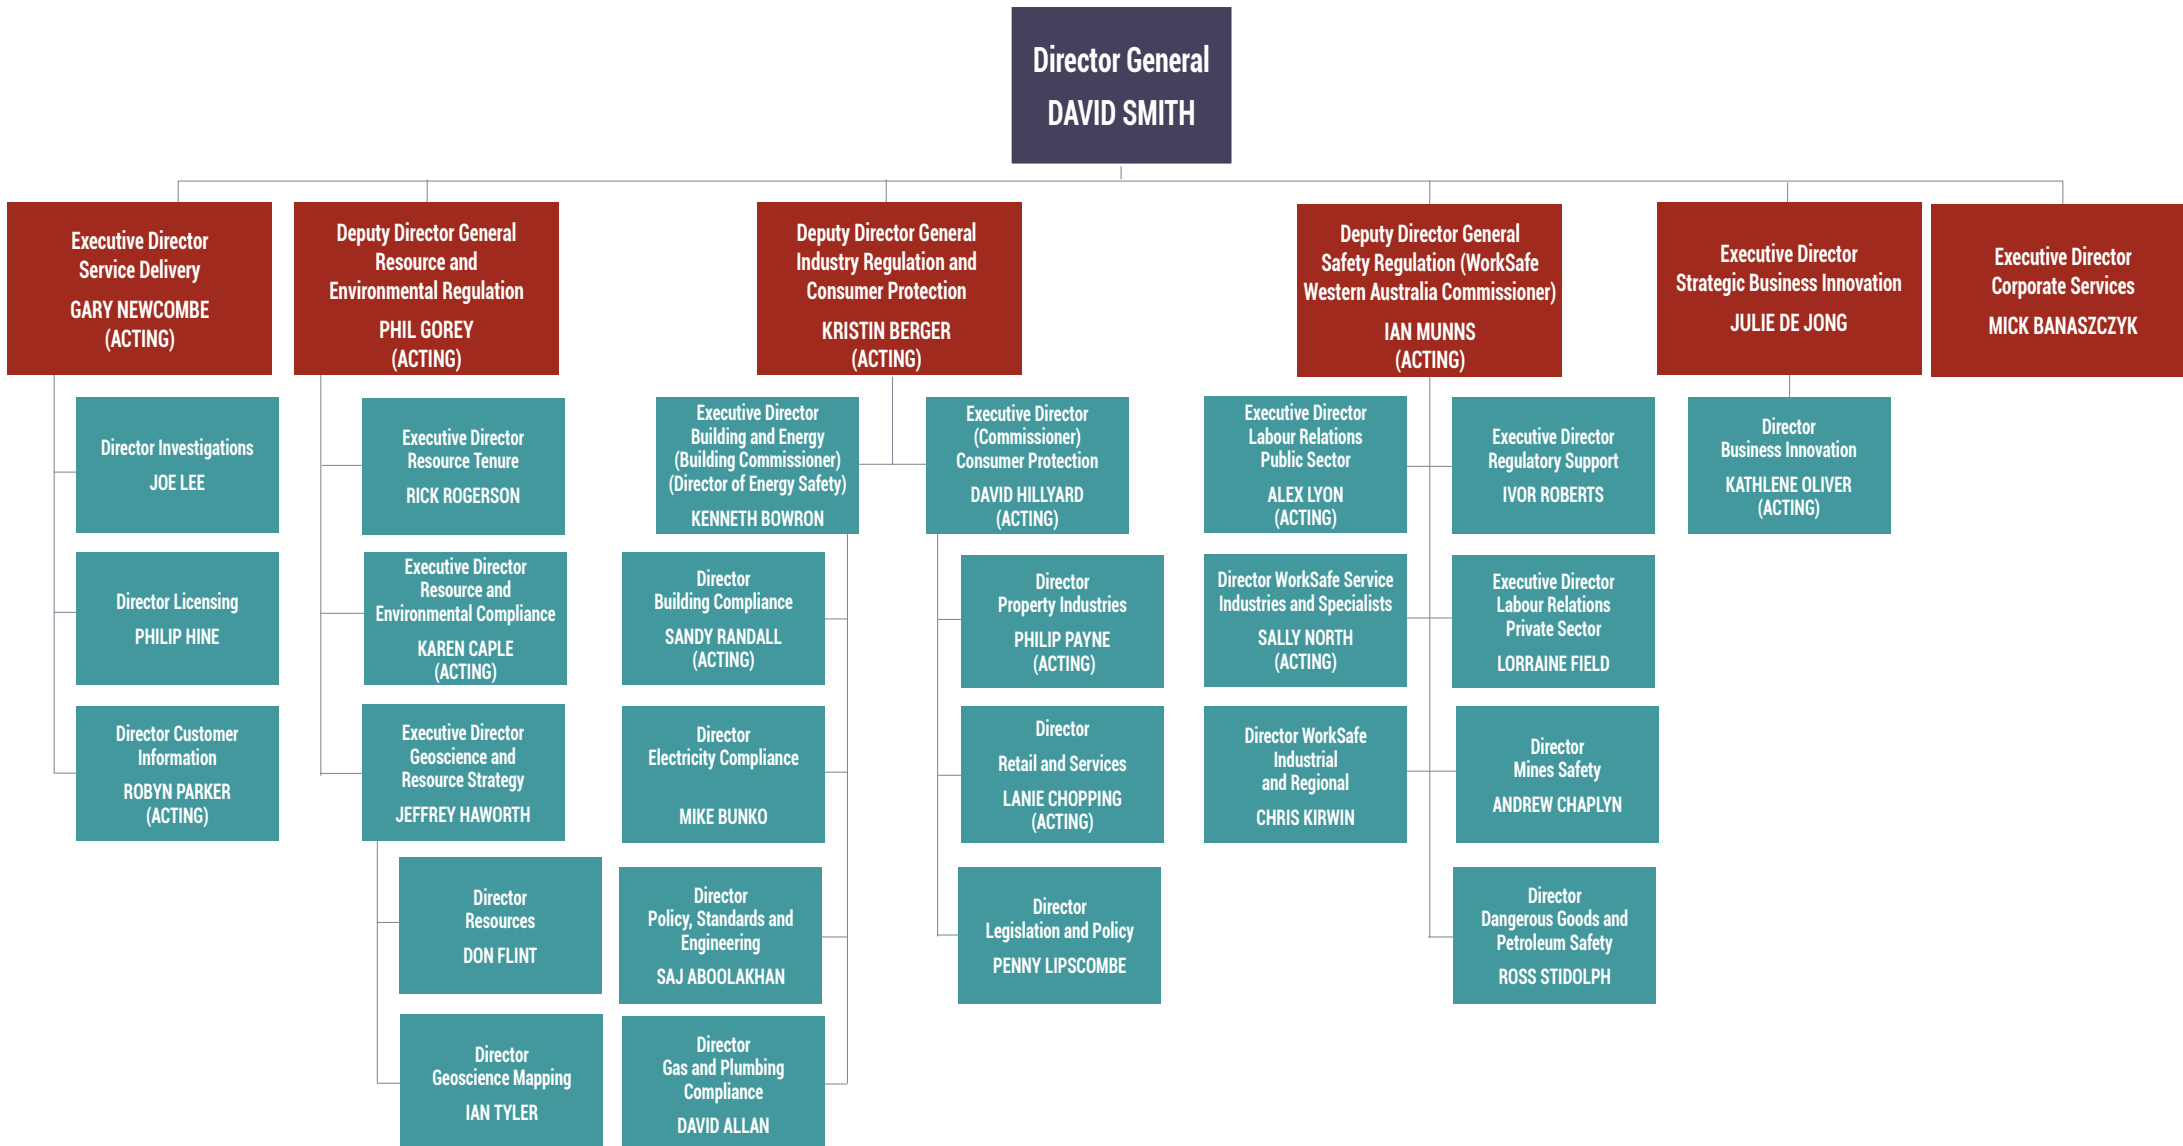 Director General
DAVID SMITH
Executive Director
Service Delivery
GARY NEWCOMBE
(ACTING)
Deputy Director General
Resource and
Environmental Regulation
PHIL GOREY
(ACTING)
Deputy Director General
Industry Regulation and
Consumer Protection
KRISTIN BERGER
(ACTING)
Deputy Director General
Safety Regulation (WorkSafe
Western Australia Commissioner)
IAN MUNNS
(ACTING)
Executive Director
Strategic Business Innovation
JULIE DE JONG
Executive Director
Corporate Services
MICK BANASZCZYK
Director Investigations
JOE LEE
Director Licensing
PHILIP HINE
Director Customer
Information
ROBYN PARKER
(ACTING)
Executive Director
Resource Tenure
RICK ROGERSON
Executive Director
Resource and
Environmental Compliance
KAREN CAPLE
(ACTING)
Executive Director
Geoscience and
Resource Strategy
JEFFREY HAWORTH
Director
Resources
DON FLINT
Director
Geoscience Mapping
IAN TYLER
Executive Director
Building and Energy
(Building Commissioner)
(Director of Energy Safety)
KENNETH BOWRON
Director
Building Compliance
SANDY RANDALL
(ACTING)
Director
Electricity Compliance
MIKE BUNKO
Director
Policy, Standards and
Engineering
SAJ ABOOLAKHAN
Director
Gas and Plumbing
Compliance
DAVID ALLAN
Executive Director
(Commissioner)
Consumer Protection
DAVID HILLYARD
(ACTING)
Director
Property Industries
PHILIP PAYNE
(ACTING)
Director
Retail and Services
LANIE CHOPPING
(ACTING)
Director
Legislation and Policy
PENNY LIPSCOMBE
Executive Director
Labour Relations
Public Sector
ALEX LYON
(ACTING)
Director WorkSafe Service
Industries and Specialists
SALLY NORTH
(ACTING)
Director WorkSafe
Industrial
and Regional
CHRIS KIRWIN
Executive Director
Regulatory Support
IVOR ROBERTS
Executive Director
Labour Relations
Private Sector
LORRAINE FIELD
Director
Mines Safety
ANDREW CHAPLYN
Director
Dangerous Goods and
Petroleum Safety
ROSS STIDOLPH
Director
Business Innovation
KATHLENE OLIVER
(ACTING)